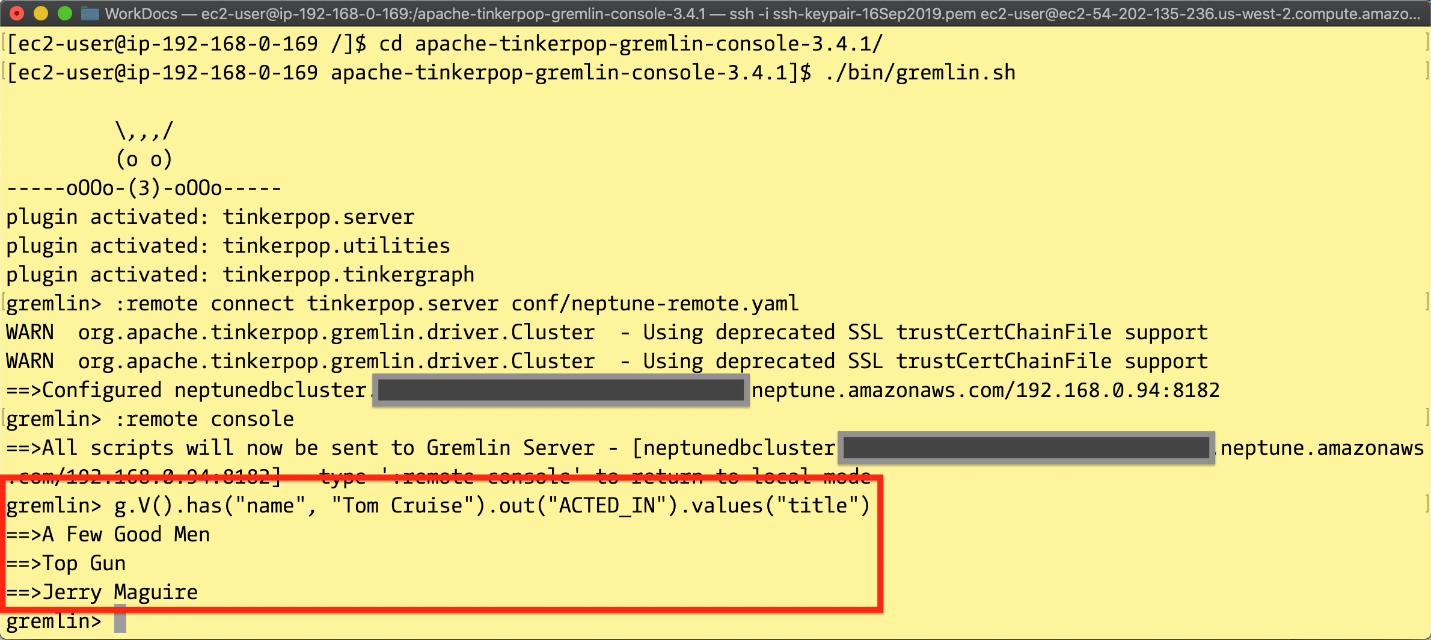 WorkDocs — ec2-user@ip-192-168-0-169:/apache-tinkerpop-gremlin-console-3.4.1 — ssh -i ssh-keypair-16Sep2019.pem ec2-user@ec2-54-202-135-236.us-west-2.compute.amazo...
[ec2-user@ip-192-168-0-169 /]$ cd apache-tinkerpop-gremlin-console-3.4.1/
[ec2-user@ip-192-168-0-169 apache-tinkerpop-gremlin-console-3.4.1]$ ./bin/gremlin.sh
         \,,,/
         (o o)
-----oOOo-(3)-oOOo-----
plugin activated: tinkerpop.server
plugin activated: tinkerpop.utilities
plugin activated: tinkerpop.tinkergraph
gremlin> :remote connect tinkerpop.server conf/neptune-remote.yaml
WARN  org.apache.tinkerpop.gremlin.driver.Cluster  - Using deprecated SSL trustCertChainFile support
WARN  org.apache.tinkerpop.gremlin.driver.Cluster  - Using deprecated SSL trustCertChainFile support
==>Configured neptunedbcluster. neptune.amazonaws.com/192.168.0.94:8182
gremlin> :remote console
==>All scripts will now be sent to Gremlin Server - [neptunedbcluster .neptune.amazonaws
.com/192.168.0.94:8182] - type ':remote console' to return to local mode
gremlin> g.V().has("name", "Tom Cruise").out("ACTED_IN").values("title")
==>A Few Good Men
==>Top Gun
==>Jerry Maguire
gremlin>